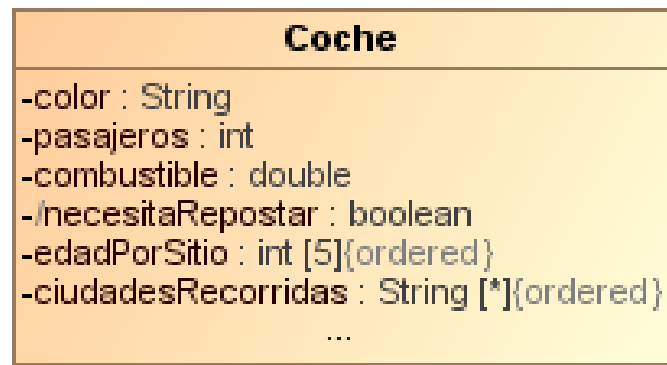 Coche
-color : String
-pasajeros : int
-combustible : double
-/necesitaRepostar : boolean
-edadPorSitio : int [5]{ordered}
-ciudadesRecorridas : String [*]{ordered}
...